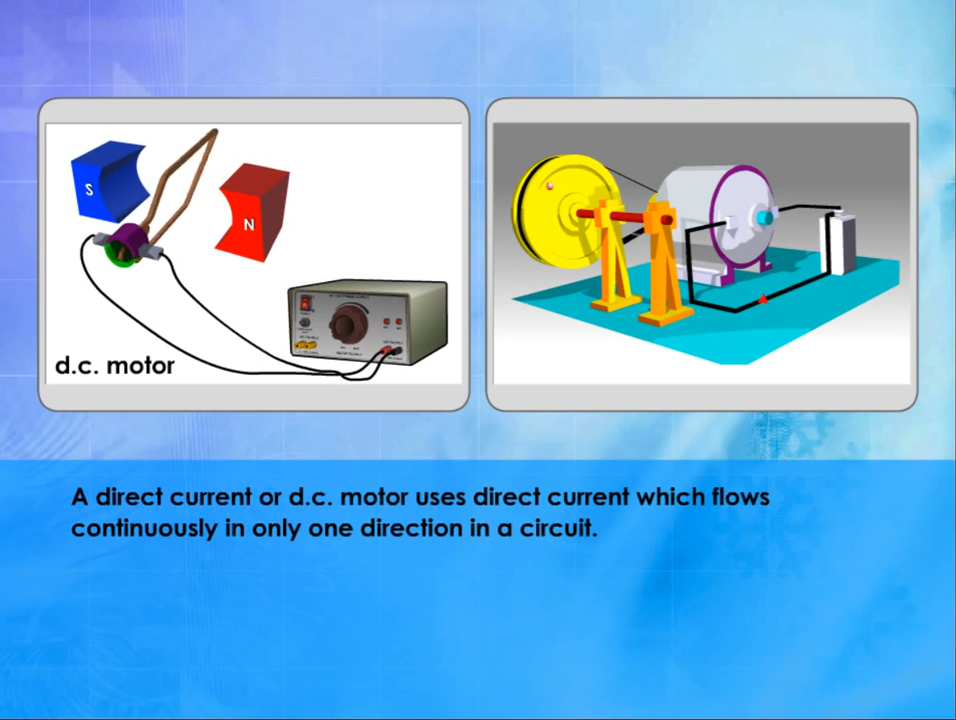 S
N
d.c. motor
A direct current or d.c. motor uses direct current which flows
continuously in only one direction in a circuit.